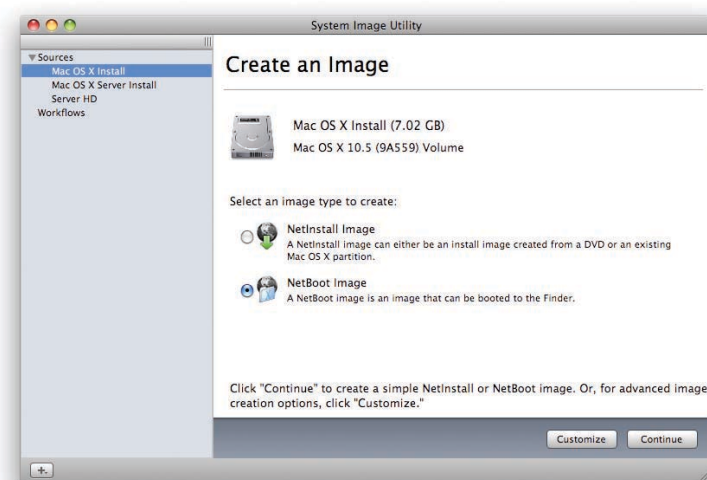 System Image Utility
Sources
Mac OS X Install
Mac OS X Server Install
Server HD
Workflows
Create an Image
Mac OS X Install (7.02 GB)
Mac OS X 10.5 (9A559) Volume
Select an image type to create:
NetInstall Image
A NetInstall image can either be an install image created from a DVD or an existing
Mac OS X partition.
NetBoot Image
A NetBoot image is an image that can be booted to the Finder.
Click "Continue" to create a simple NetInstall or NetBoot image. Or, for advanced image
creation options, click "Customize."
Customize
Continue